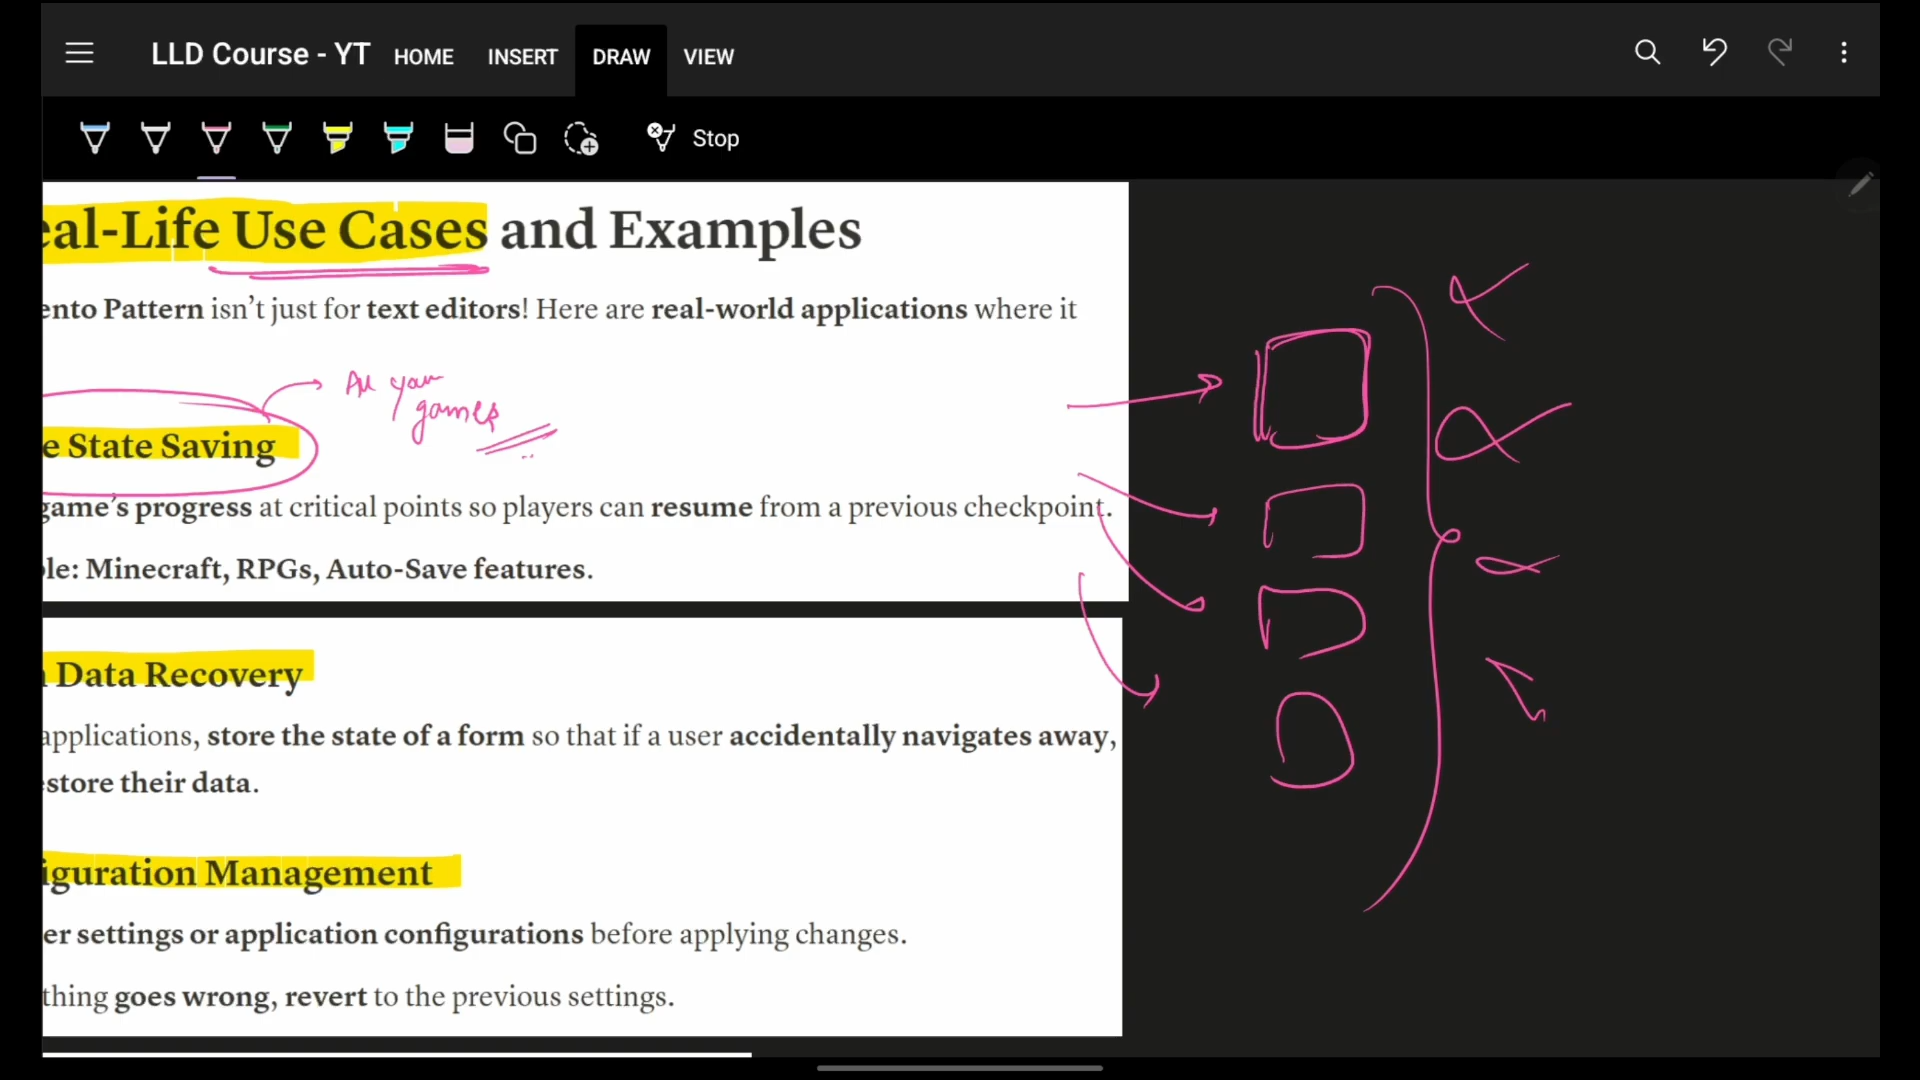 LLD Course - YT HOME INSERT DRAW VIEW
Stop
eal-Life Use Cases and Examples
ento Pattern isn’t just for text editors! Here are real-world applications where it
All your
games
e State Saving
game’s progress at critical points so players can resume from a previous checkpoint.
le: Minecraft, RPGs, Auto-Save features.
Data Recovery
applications, store the state of a form so that if a user accidentally navigates away,
store their data.
iguration Management
er settings or application configurations before applying changes.
thing goes wrong, revert to the previous settings.